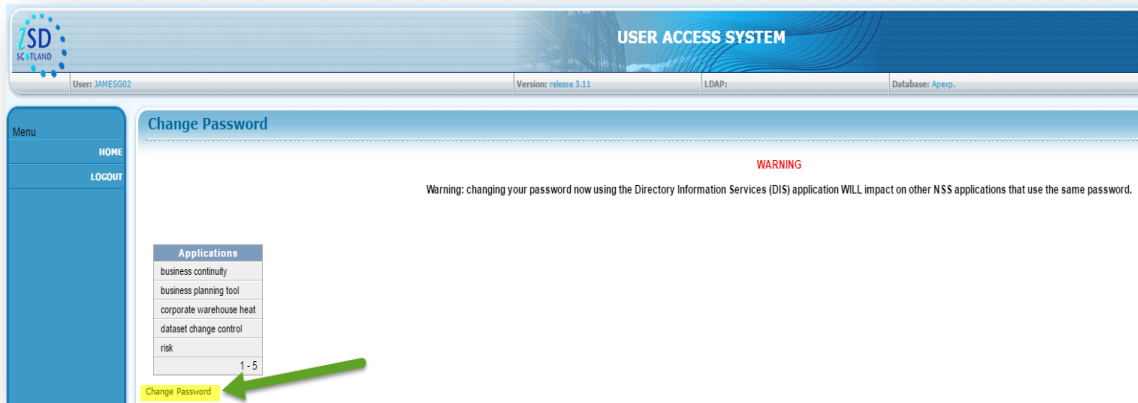 ISD
SCOTLAND
USER ACCESS SYSTEM
User: JAMESG02
Version: release 3.11
LDAP:
Database: Apexp.
Menu
HOME
LOGOUT
Change Password
WARNING
Warning: changing your password now using the Directory Information Services (DIS) application WILL impact on other NSS applications that use the same password.
Applications
business continuity
business planning tool
corporate warehouse heat
dataset change control
risk
1 - 5
Change Password